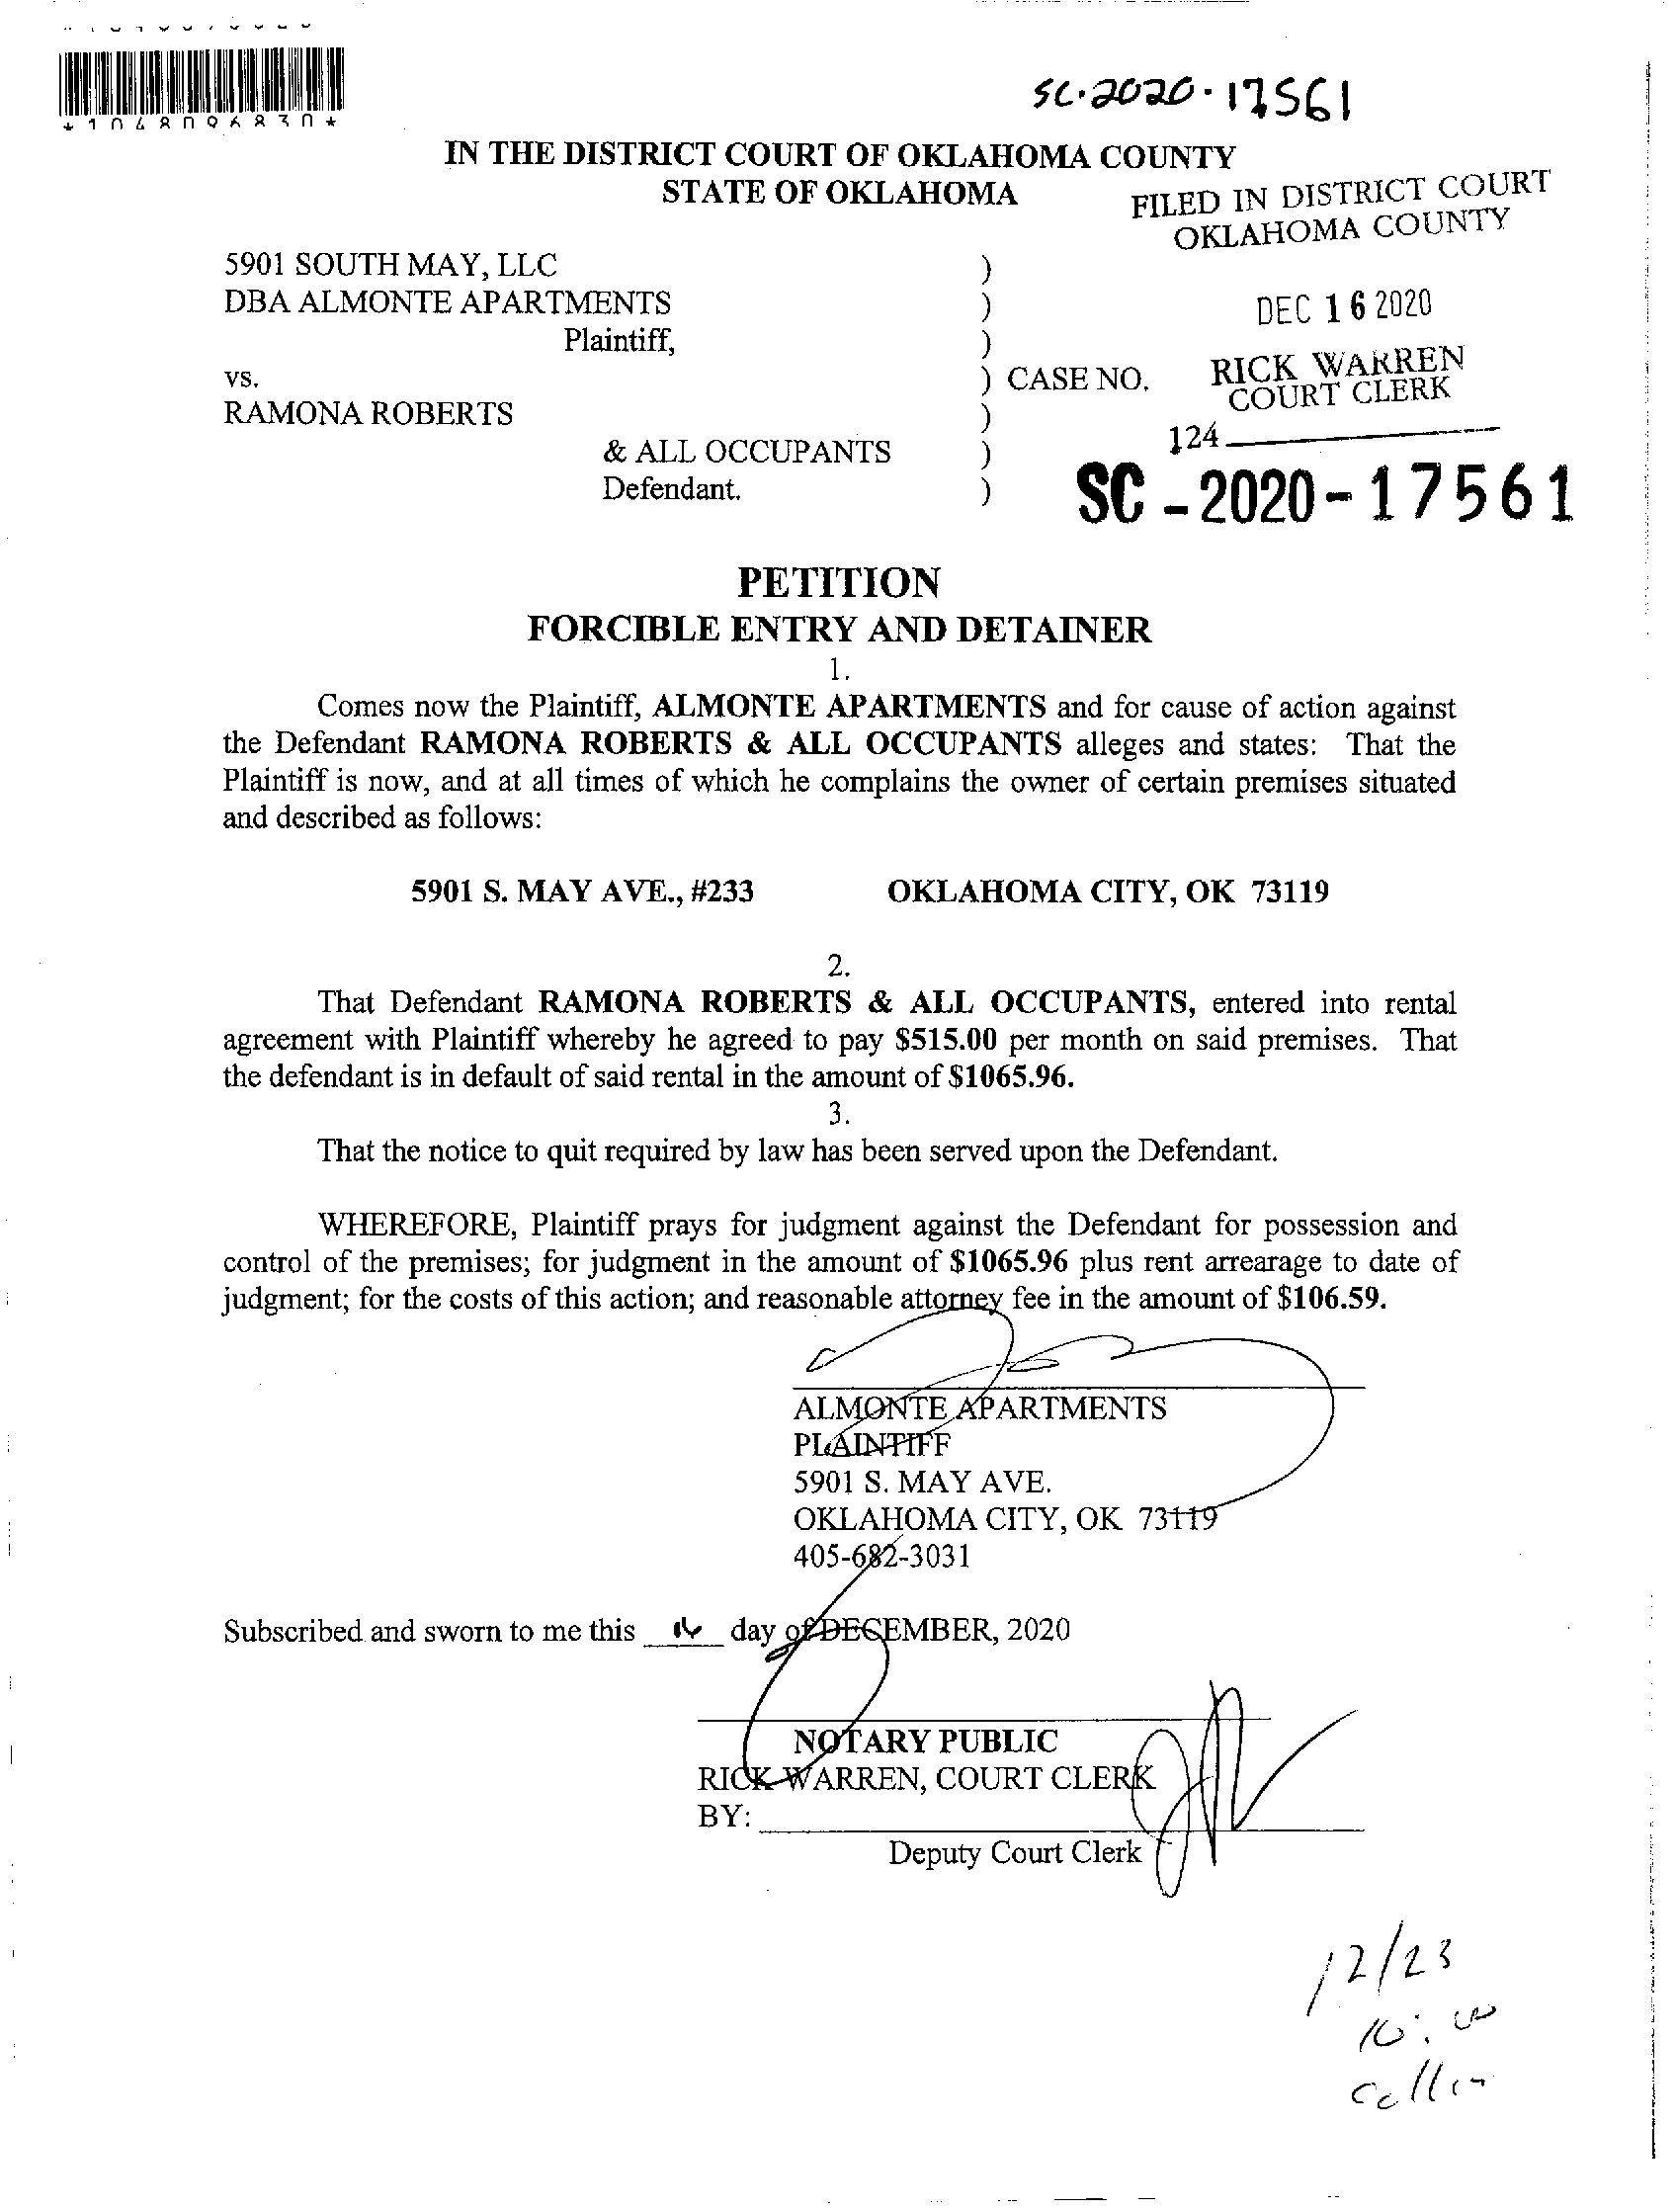 *1048096830*
SC-2020-17561
IN THE DISTRICT COURT OF OKLAHOMA COUNTY
STATE OF OKLAHOMA
FILED IN DISTRICT COURT
OKLAHOMA COUNTY
5901 SOUTH MAY, LLC )
DBA ALMONTE APARTMENTS )
DEC 16 2020
Plaintiff, )
vs. ) CASE NO.
RICK WARREN
COURT CLERK
RAMONA ROBERTS )
124
& ALL OCCUPANTS )
Defendant. )
SC-2020-17561
PETITION
FORCIBLE ENTRY AND DETAINER
1.
Comes now the Plaintiff, ALMONTE APARTMENTS and for cause of action against
the Defendant RAMONA ROBERTS & ALL OCCUPANTS alleges and states: That the
Plaintiff is now, and at all times of which he complains the owner of certain premises situated
and described as follows:
5901 S. MAY AVE., #233 OKLAHOMA CITY, OK 73119
2.
That Defendant RAMONA ROBERTS & ALL OCCUPANTS, entered into rental
agreement with Plaintiff whereby he agreed to pay $515.00 per month on said premises. That
the defendant is in default of said rental in the amount of $1065.96.
3.
That the notice to quit required by law has been served upon the Defendant.
WHEREFORE, Plaintiff prays for judgment against the Defendant for possession and
control of the premises; for judgment in the amount of $1065.96 plus rent arrearage to date of
judgment; for the costs of this action; and reasonable attorney fee in the amount of $106.59.
ALMONTE APARTMENTS
PLAINTIFF
5901 S. MAY AVE.
OKLAHOMA CITY, OK 73119
405-682-3031
Subscribed and sworn to me this 16 day of DECEMBER, 2020
NOTARY PUBLIC
RICK WARREN, COURT CLERK
BY:
Deputy Court Clerk
12/23
10:00